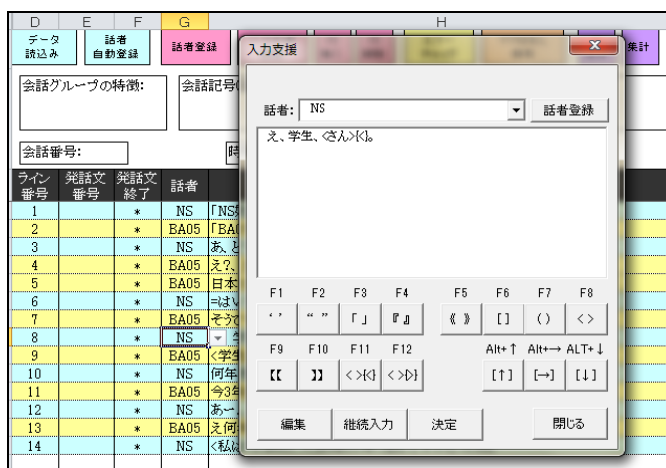 D E F G H
データ
読込み
話者
自動登録
話者登録
集計
会話グループの特徴:
会話記号
会話番号:
時
ライン
番号
発話文
番号
発話文
終了
話者
1 * NS 「NS
2 * BA05 「BA
3 * NS あ、と
4 * BA05 え?、
5 * BA05 日本
6 * NS =はい
7 * BA05 そうで
8 * NS
9 * BA05 <学生
10 * NS 何年
11 * BA05 今3年
12 * NS あー、
13 * BA05 え何
14 * NS <私は
入力支援
話者: NS 話者登録
え、学生、<さん>{<}。
F1 F2 F3 F4 F5 F6 F7 F8
‘ ’ “ ” 「 」 『 』 《 》 [ ] ( ) < >
F9 F10 F11 F12 Alt+↑ Alt+→ ALT+↓
【【 】】 < >{<} < >{>} [↑] [→] [↓]
編集 継続入力 決定 閉じる